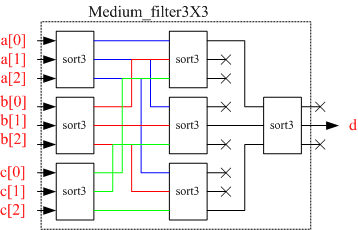 Medium_filter3X3
a[0]
a[1]
a[2]
sort3
sort3
b[0]
b[1]
b[2]
sort3
sort3
sort3
d
c[0]
c[1]
c[2]
sort3
sort3